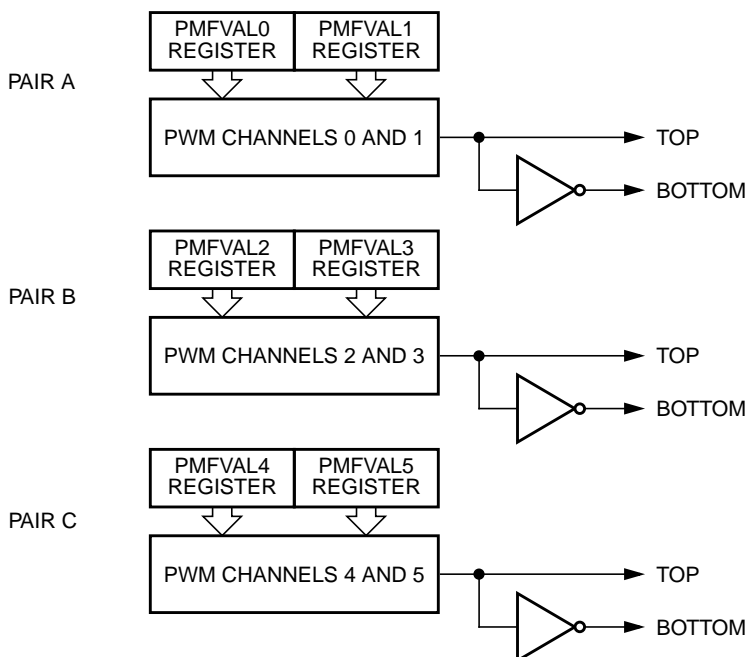 PMFVAL0 REGISTER
PMFVAL1 REGISTER
PAIR A
PWM CHANNELS 0 AND 1
TOP
BOTTOM
PMFVAL2 REGISTER
PMFVAL3 REGISTER
PAIR B
PWM CHANNELS 2 AND 3
TOP
BOTTOM
PMFVAL4 REGISTER
PMFVAL5 REGISTER
PAIR C
PWM CHANNELS 4 AND 5
TOP
BOTTOM